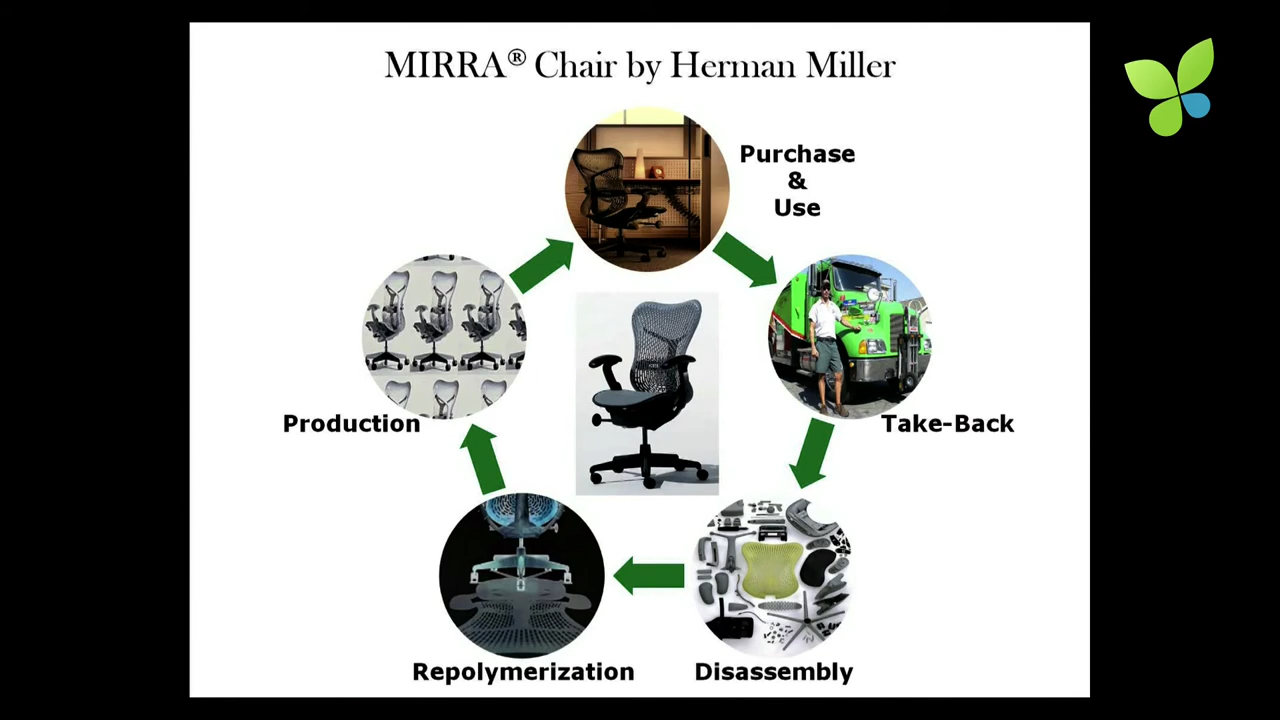 MIRRA® Chair by Herman Miller
Purchase
&
Use
Take-Back
Disassembly
Repolymerization
Production